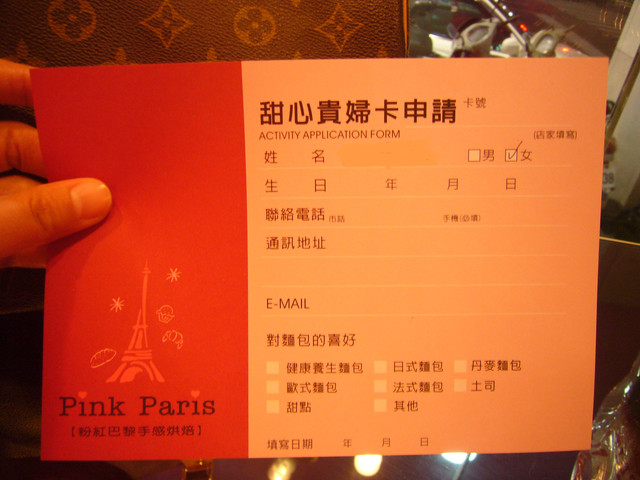 甜心貴婦卡申請 卡號
ACTIVITY APPLICATION FORM (店家填寫)
姓 名 男 女
生 日 年 月 日
聯絡電話 市話 手機(必填)
通訊地址
E-MAIL
對麵包的喜好
健康養生麵包 日式麵包 丹麥麵包
歐式麵包 法式麵包 土司
甜點 其他
填寫日期 年 月 日
Pink Paris
【粉紅巴黎手感烘焙】